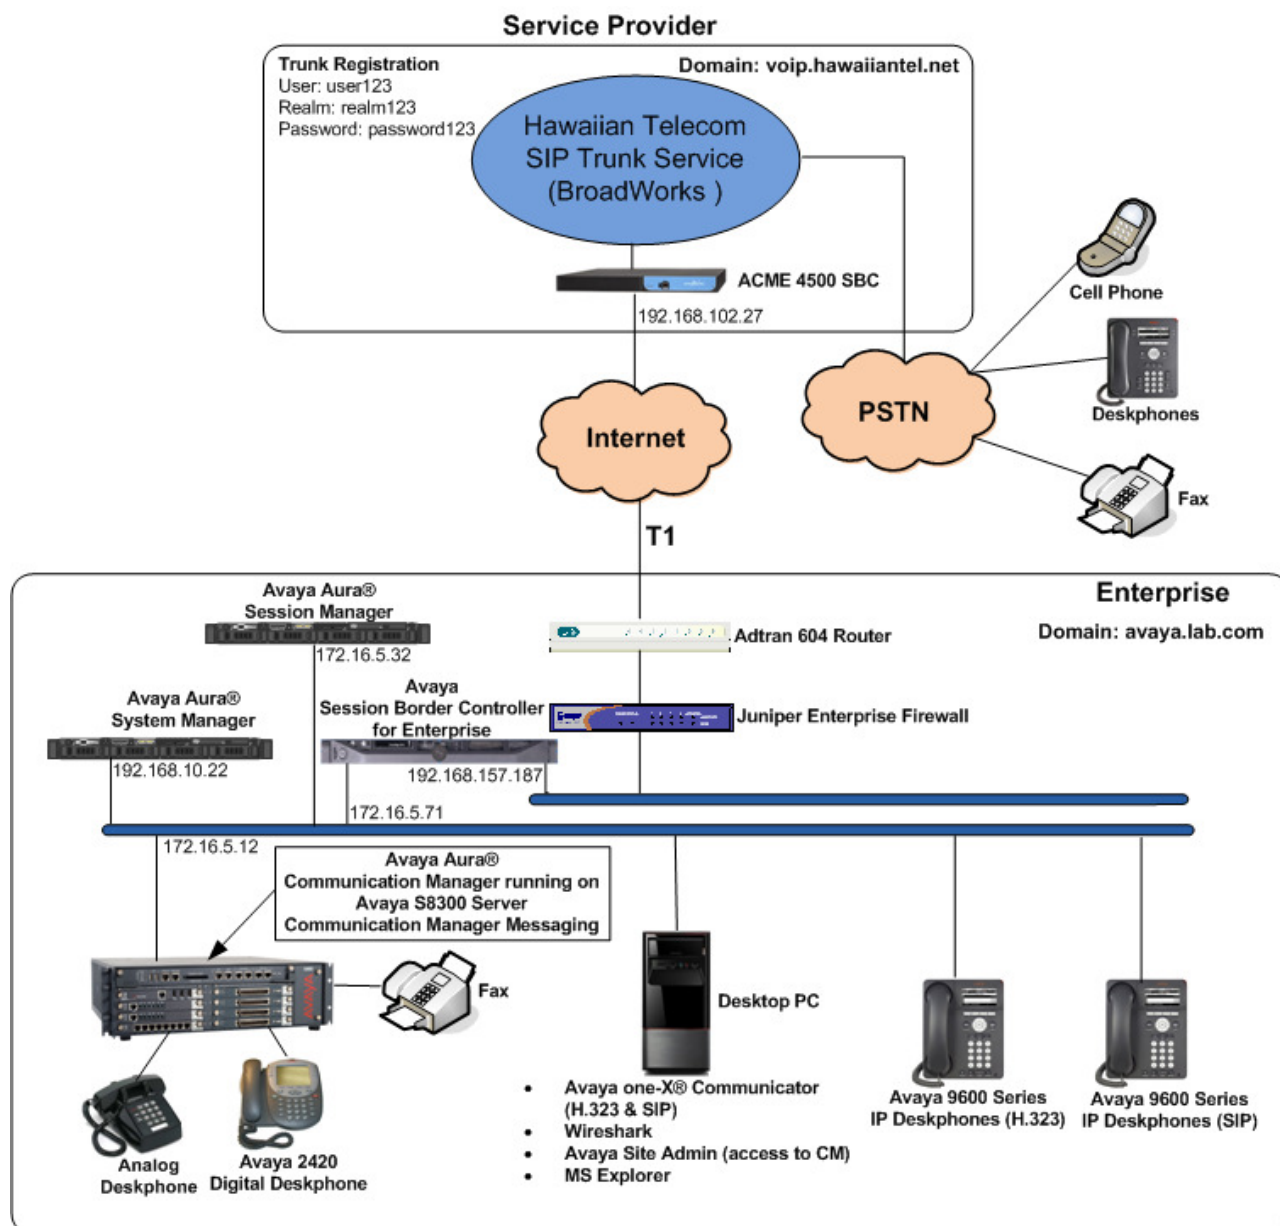 Service Provider
Trunk Registration
User: user123
Realm: realm123
Password: password123
Domain: voip.hawaiiantel.net
Hawaiian Telecom
SIP Trunk Service
(BroadWorks )
ACME 4500 SBC
192.168.102.27
Cell Phone
Deskphones
PSTN
Internet
Fax
T1
Enterprise
Domain: avaya.lab.com
Avaya Aura®
Session Manager
172.16.5.32
Adtran 604 Router
Avaya Aura®
System Manager
192.168.10.22
Avaya
Session Border Controller
for Enterprise
192.168.157.187
172.16.5.71
Juniper Enterprise Firewall
172.16.5.12
Avaya Aura®
Communication Manager running on
Avaya S8300 Server
Communication Manager Messaging
AVAYA
Fax
Desktop PC
Analog
Deskphone
Avaya 2420
Digital Deskphone
• Avaya one-X® Communicator
(H.323 & SIP)
• Wireshark
• Avaya Site Admin (access to CM)
• MS Explorer
Avaya 9600 Series
IP Deskphones (H.323)
Avaya 9600 Series
IP Deskphones (SIP)